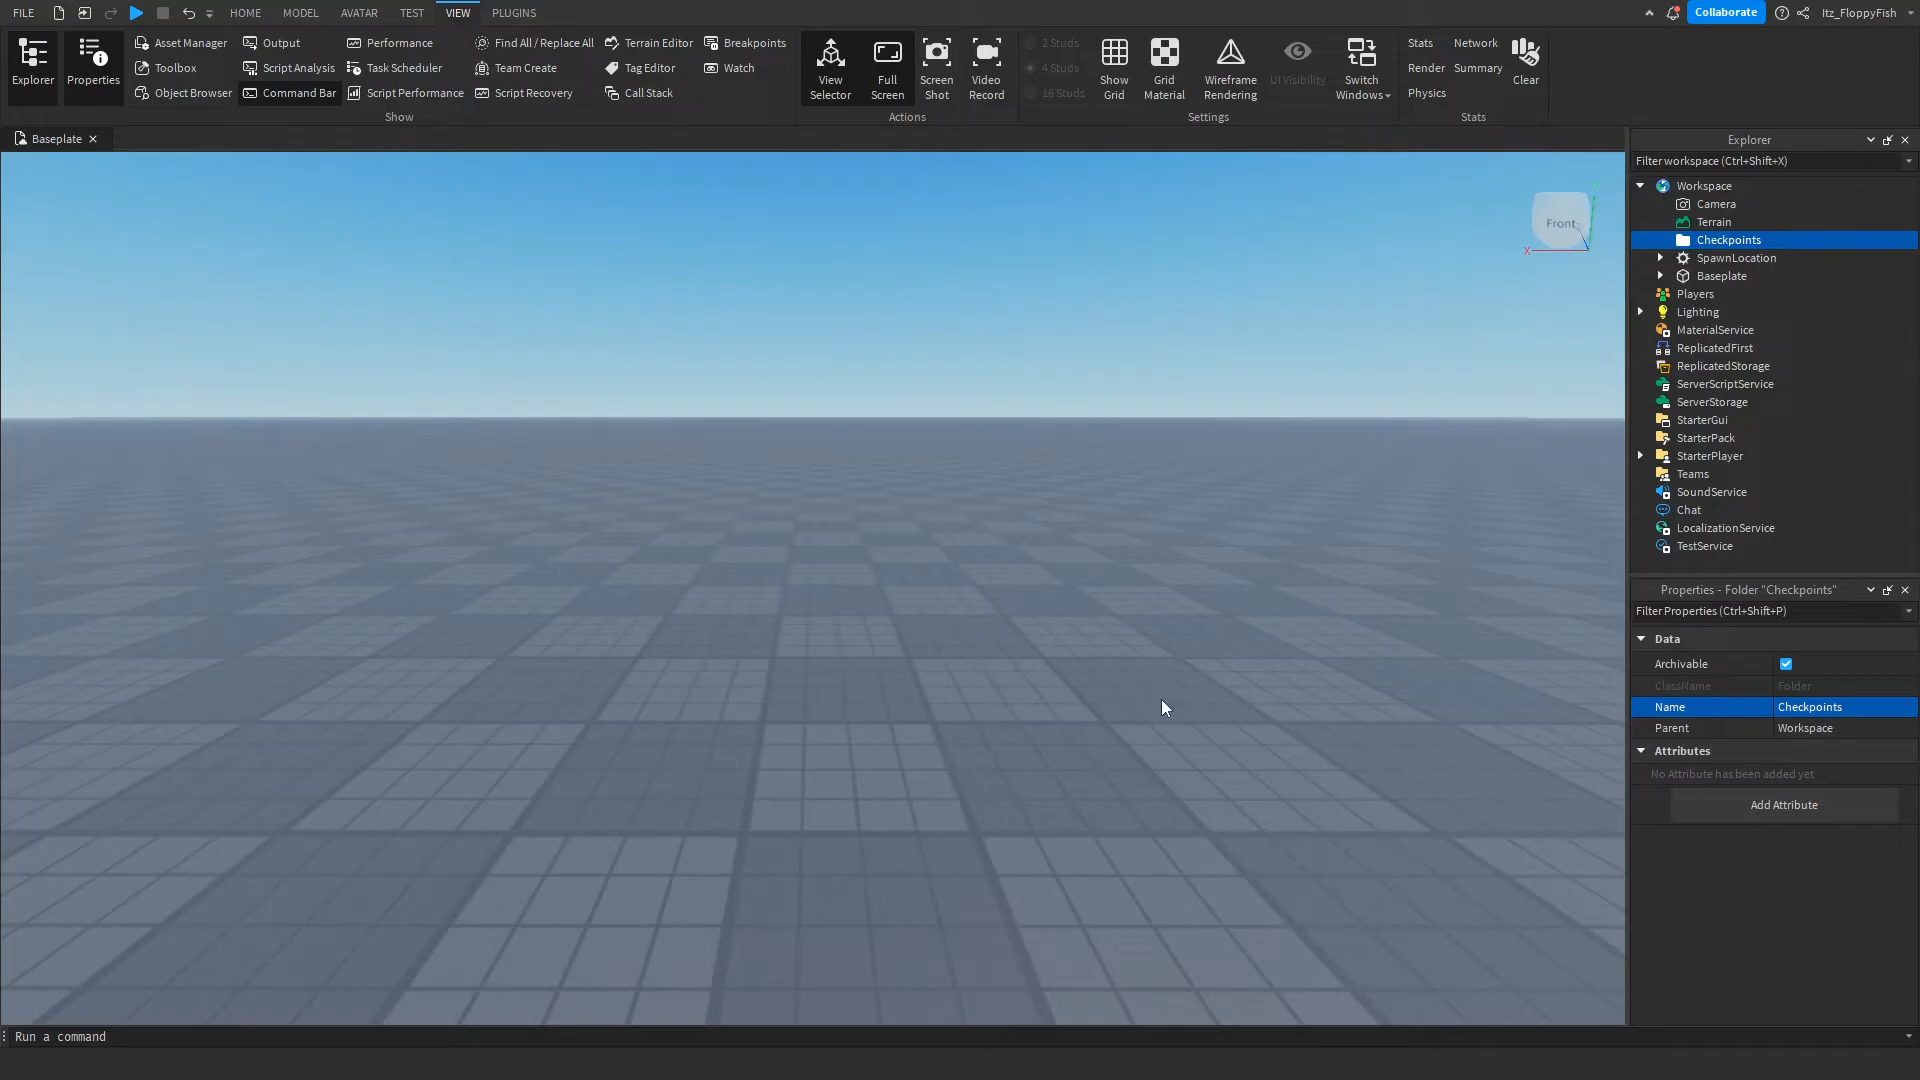 FILE HOME MODEL AVATAR TEST VIEW PLUGINS Collaborate Itz_FloppyFish
Explorer
Properties
Asset Manager
Toolbox
Object Browser
Output
Script Analysis
Command Bar
Performance
Task Scheduler
Script Performance
Find All / Replace All
Team Create
Script Recovery
Terrain Editor
Tag Editor
Call Stack
Breakpoints
Watch
Show
View
Selector
Full
Screen
Screen
Shot
Video
Record
Actions
2 Studs
4 Studs
16 Studs
Show
Grid
Grid
Material
Wireframe
Rendering
UI Visibility
Switch
Windows
Settings
Stats
Render
Physics
Network
Summary
Clear
Stats
Baseplate
Front
X
Explorer
Filter workspace (Ctrl+Shift+X)
Workspace
Camera
Terrain
Checkpoints
SpawnLocation
Baseplate
Players
Lighting
MaterialService
ReplicatedFirst
ReplicatedStorage
ServerScriptService
ServerStorage
StarterGui
StarterPack
StarterPlayer
Teams
SoundService
Chat
LocalizationService
TestService
Properties - Folder "Checkpoints"
Filter Properties (Ctrl+Shift+P)
Data
Archivable
ClassName Folder
Name Checkpoints
Parent Workspace
Attributes
No Attribute has been added yet
Add Attribute
Run a command